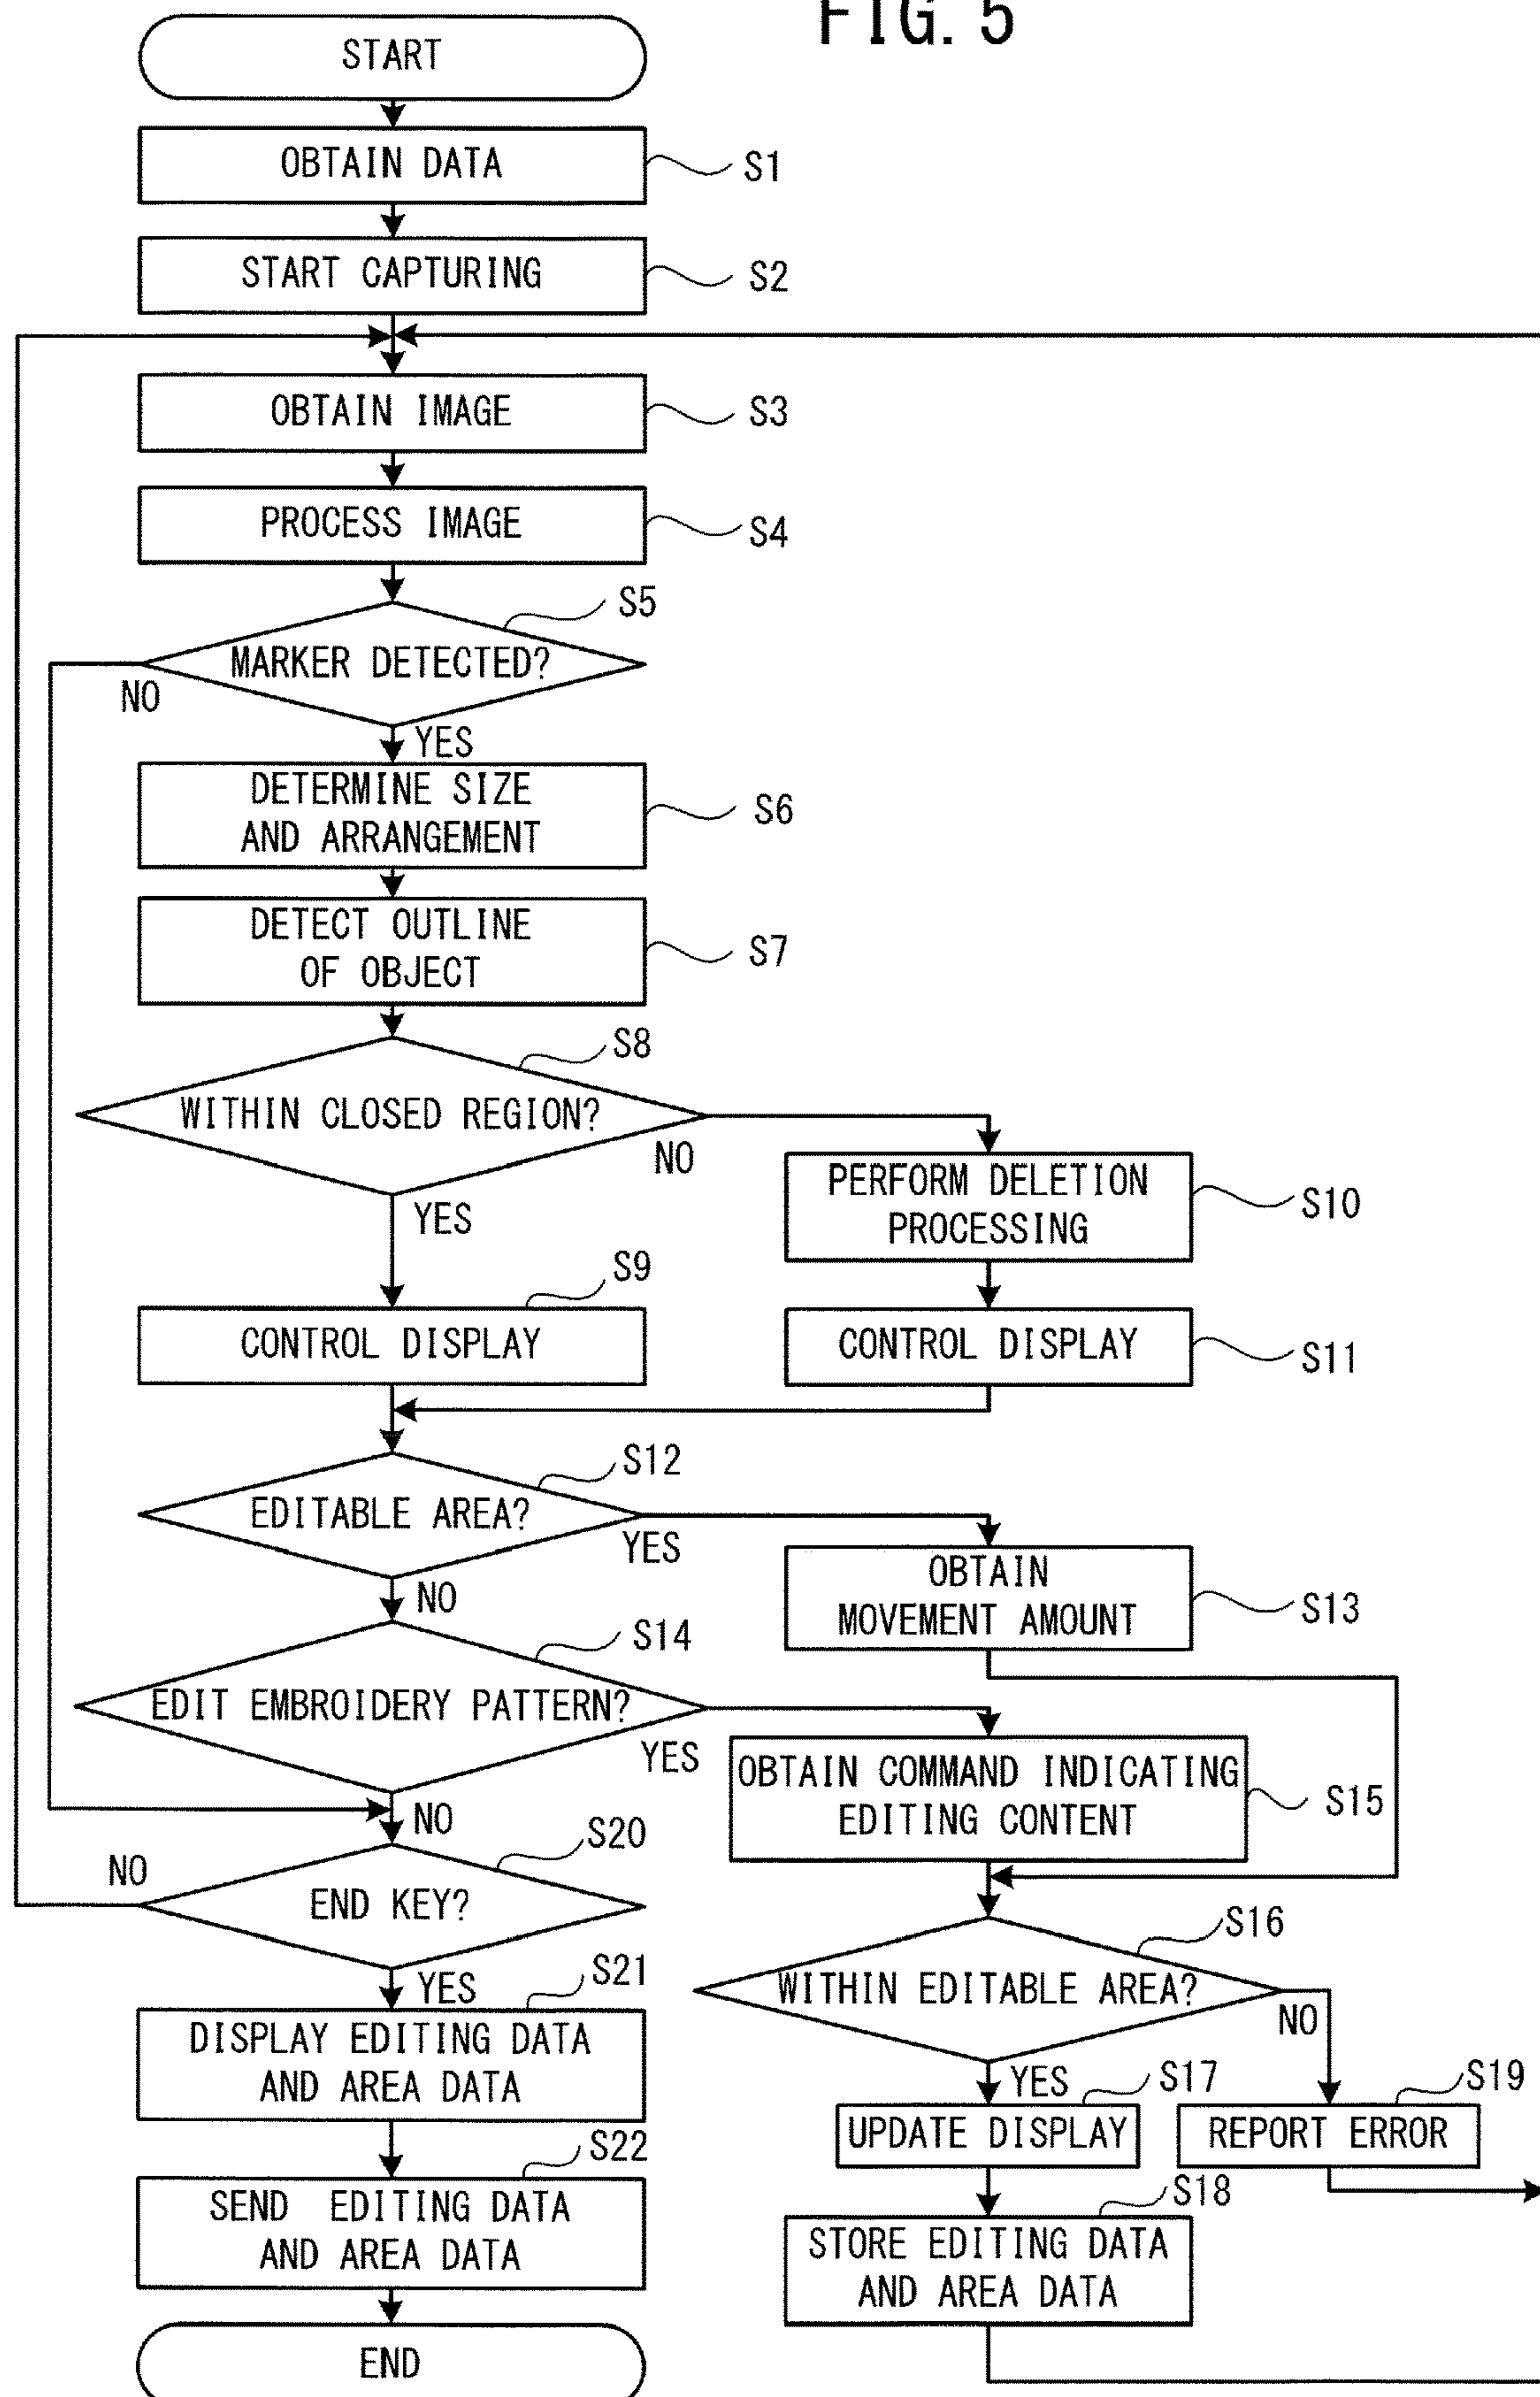 FIG. 5
START
OBTAIN DATA
S1
START CAPTURING
S2
OBTAIN IMAGE
S3
PROCESS IMAGE
S4
S5
MARKER DETECTED?
NO
YES
DETERMINE SIZE
AND ARRANGEMENT
S6
DETECT OUTLINE
OF OBJECT
S7
S8
WITHIN CLOSED REGION?
NO
YES
PERFORM DELETION
PROCESSING
S10
S9
CONTROL DISPLAY
CONTROL DISPLAY
S11
S12
EDITABLE AREA?
YES
NO
OBTAIN
MOVEMENT AMOUNT
S13
S14
EDIT EMBROIDERY PATTERN?
YES
NO
OBTAIN COMMAND INDICATING
EDITING CONTENT
S15
S20
NO
END KEY?
YES
S16
WITHIN EDITABLE AREA?
NO
YES
S21
DISPLAY EDITING DATA
AND AREA DATA
S17
UPDATE DISPLAY
S19
REPORT ERROR
S22
SEND EDITING DATA
AND AREA DATA
S18
STORE EDITING DATA
AND AREA DATA
END